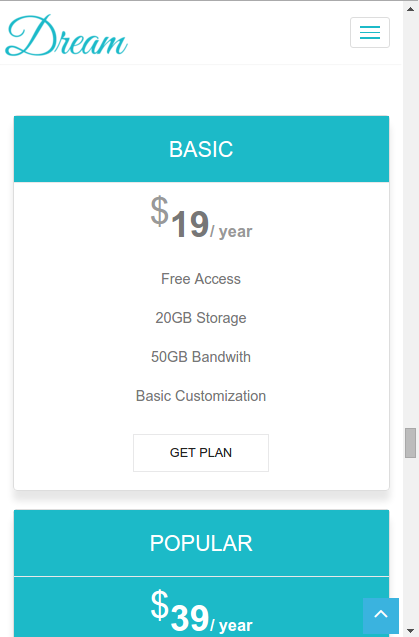 Dream
BASIC
$19/ year
Free Access
20GB Storage
50GB Bandwith
Basic Customization
GET PLAN
POPULAR
$39/ year